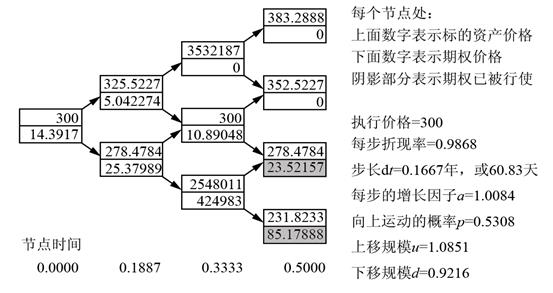 383.2888
0
3532187
0
352.5227
0
325.5227
5.042274
300
14.3917
300
10.89048
278.4784
25.37989
278.4784
23.52157
2548011
424983
231.8233
85.17888
节点时间
0.0000 0.1887 0.3333 0.5000
每个节点处：
上面数字表示标的资产价格
下面数字表示期权价格
阴影部分表示期权已被行使
执行价格=300
每步折现率=0.9868
步长dt=0.1667年，或60.83天
每步的增长因子a=1.0084
向上运动的概率p=0.5308
上移规模u=1.0851
下移规模d=0.9216